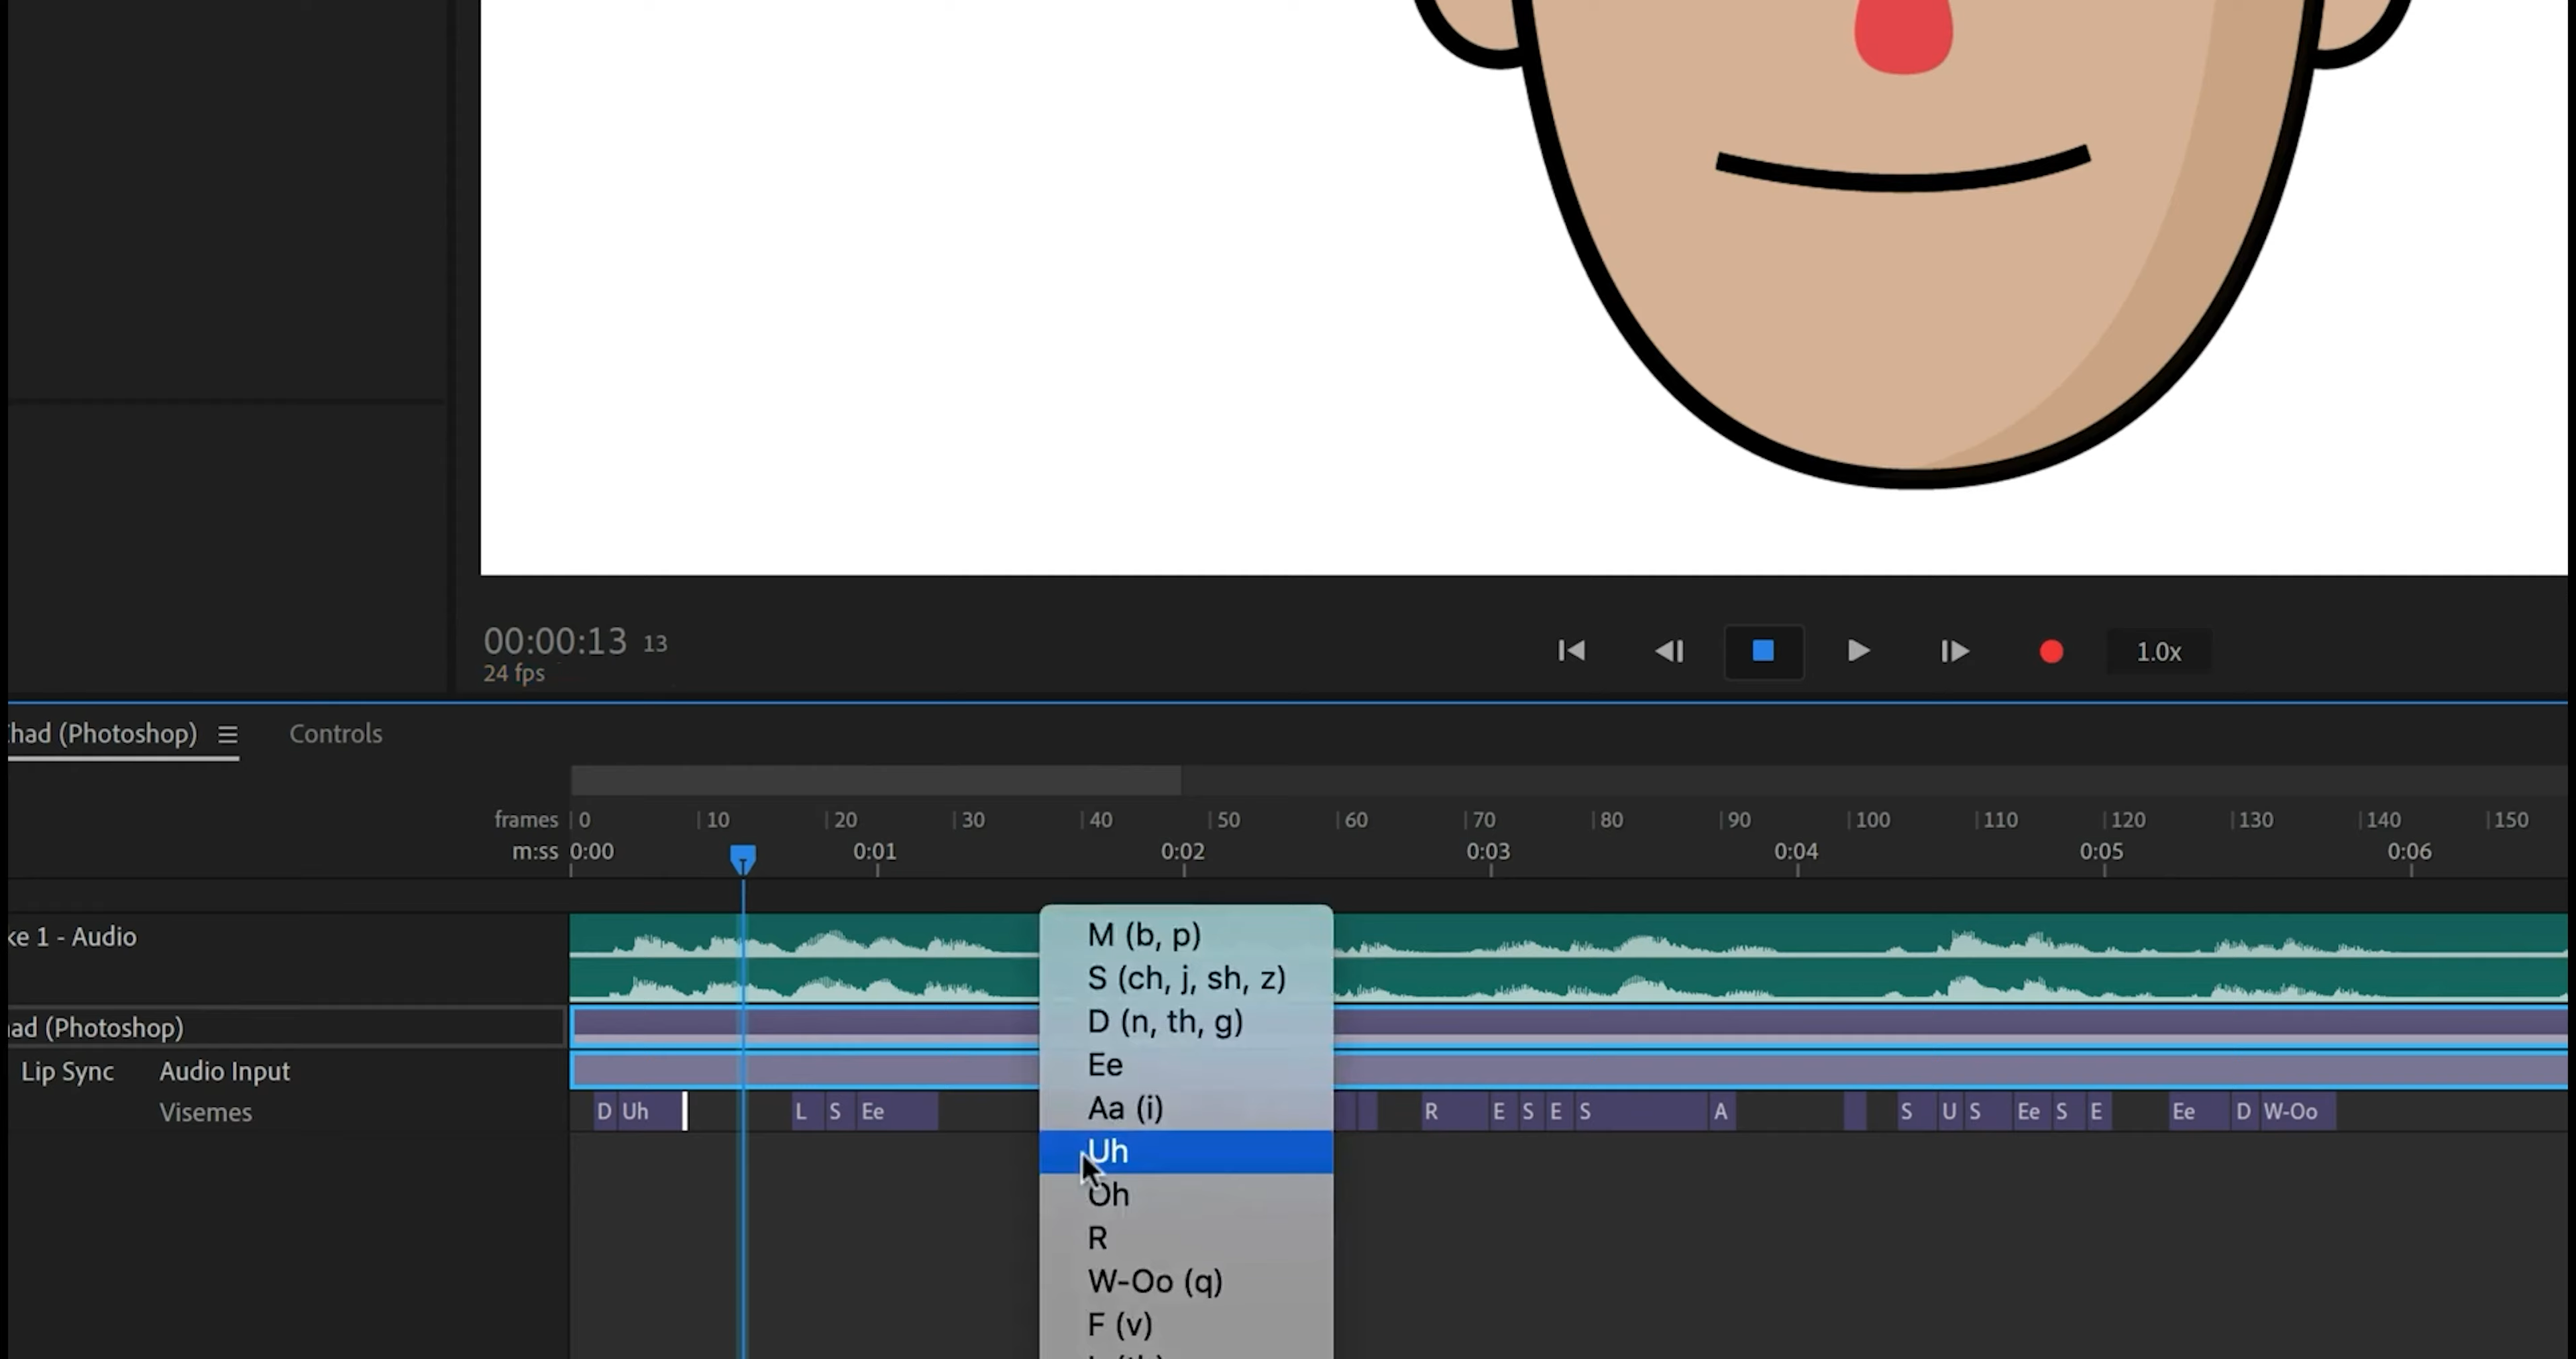 00:00:13 13
24 fps
1.0x
had (Photoshop) Controls
frames 0 10 20 30 40 50 60 70 80 90 100 110 120 130 140 150
m:ss 0:00 0:01 0:02 0:03 0:04 0:05 0:06
ke 1 - Audio
ad (Photoshop)
Lip Sync Audio Input
Visemes D Uh L S Ee R E S E S A S U S Ee S E Ee D W-Oo
M (b, p)
S (ch, j, sh, z)
D (n, th, g)
Ee
Aa (i)
Uh
Oh
R
W-Oo (q)
F (v)